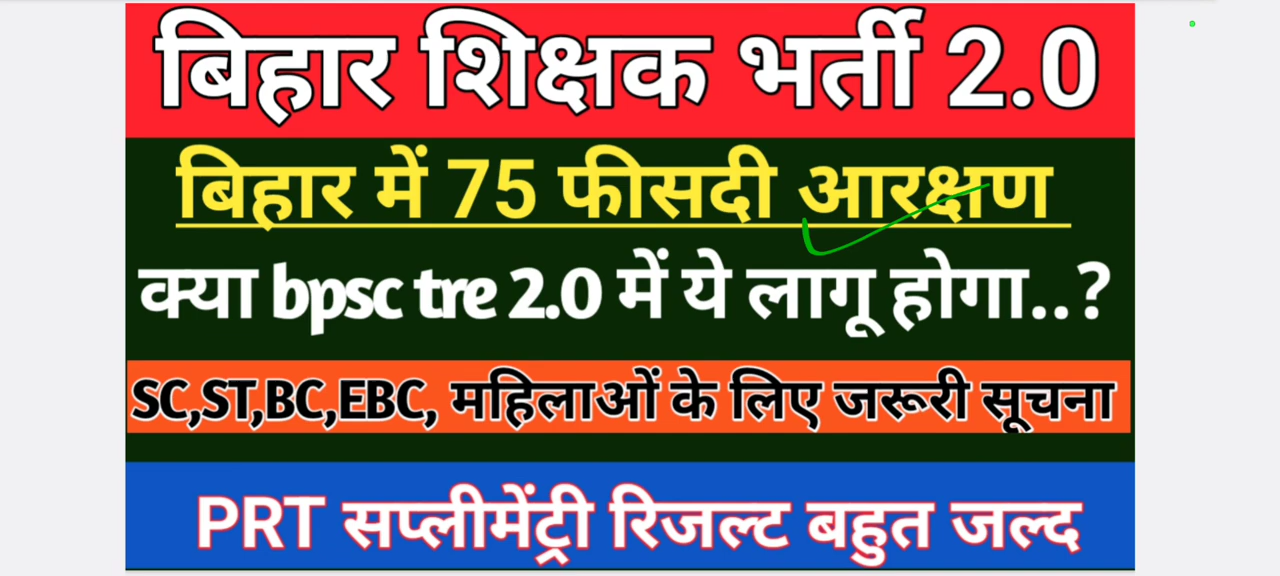 बिहार शिक्षक भर्ती 2.0
बिहार में 75 फीसदी आरक्षण
क्या bpsc tre 2.0 में ये लागू होगा..?
SC,ST,BC,EBC, महिलाओं के लिए जरूरी सूचना
PRT सप्लीमेंट्री रिजल्ट बहुत जल्द